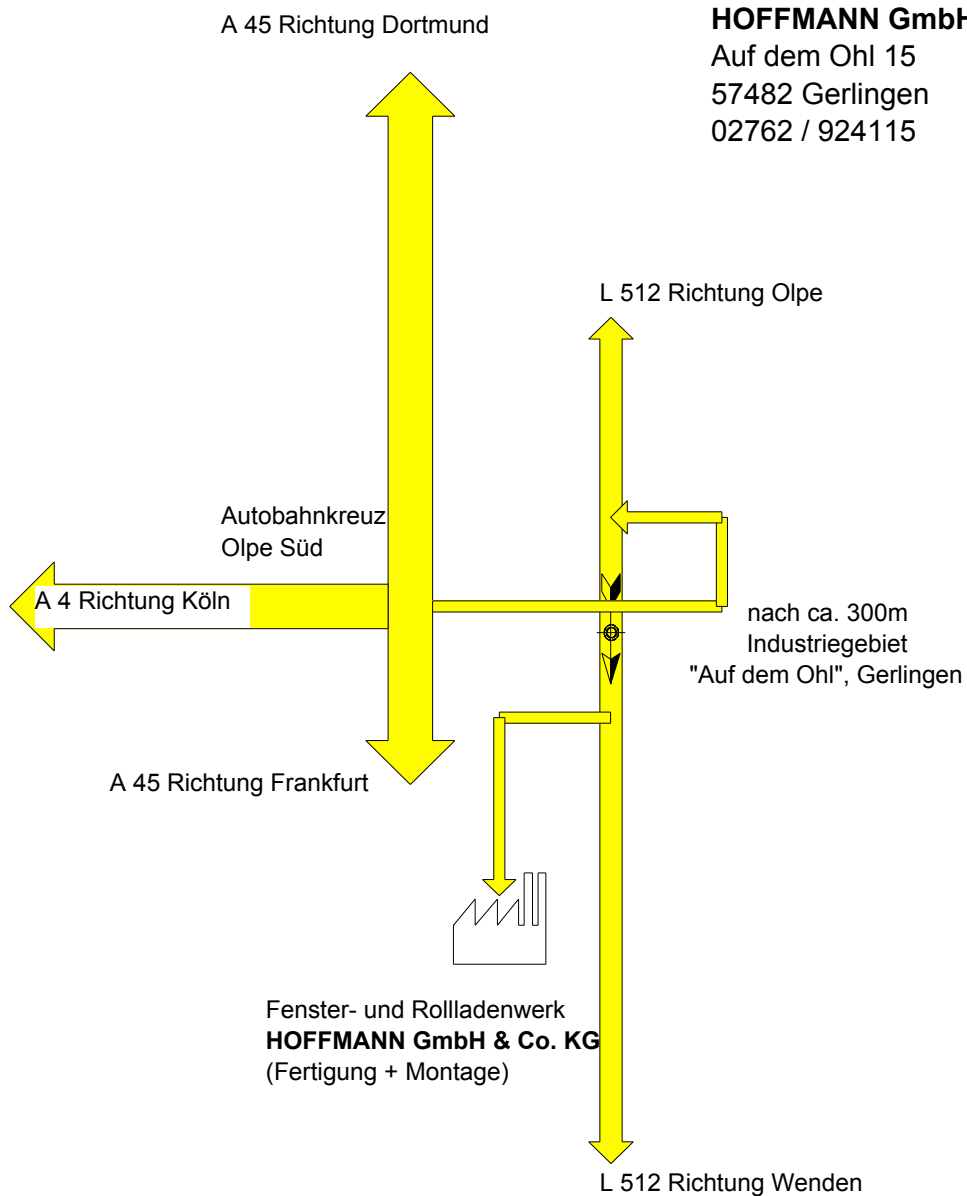 A 45 Richtung Dortmund
HOFFMANN GmbH
Auf dem Ohl 15
57482 Gerlingen
02762 / 924115
L 512 Richtung Olpe
Autobahnkreuz
Olpe Süd
A 4 Richtung Köln
nach ca. 300m
Industriegebiet
"Auf dem Ohl", Gerlingen
A 45 Richtung Frankfurt
Fenster- und Rollladenwerk
HOFFMANN GmbH & Co. KG
(Fertigung + Montage)
L 512 Richtung Wenden